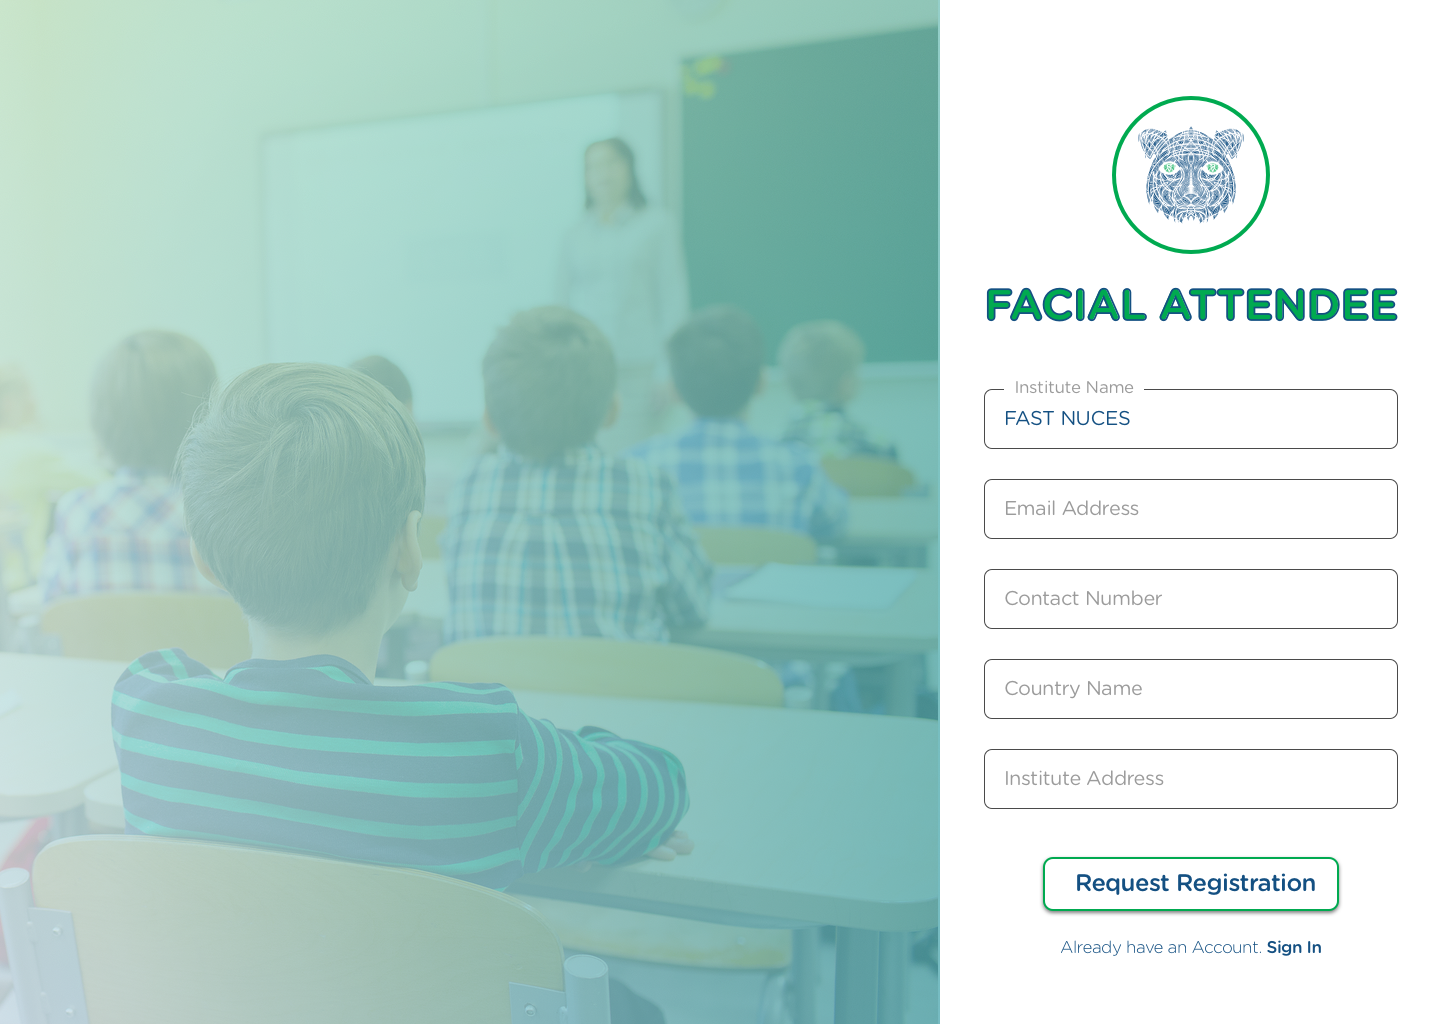 FACIAL ATTENDEE
Institute Name
FAST NUCES
Email Address
Contact Number
Country Name
Institute Address
Request Registration
Already have an Account. Sign In